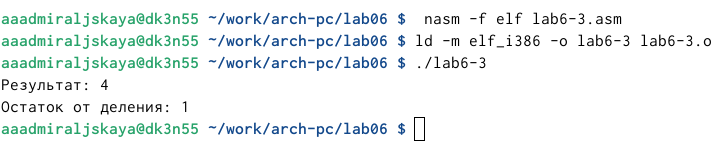 aaadmiraljskaya@dk3n55 ~/work/arch-pc/lab06 $  nasm -f elf lab6-3.asm
aaadmiraljskaya@dk3n55 ~/work/arch-pc/lab06 $ ld -m elf_i386 -o lab6-3 lab6-3.o
aaadmiraljskaya@dk3n55 ~/work/arch-pc/lab06 $ ./lab6-3
Результат: 4
Остаток от деления: 1
aaadmiraljskaya@dk3n55 ~/work/arch-pc/lab06 $